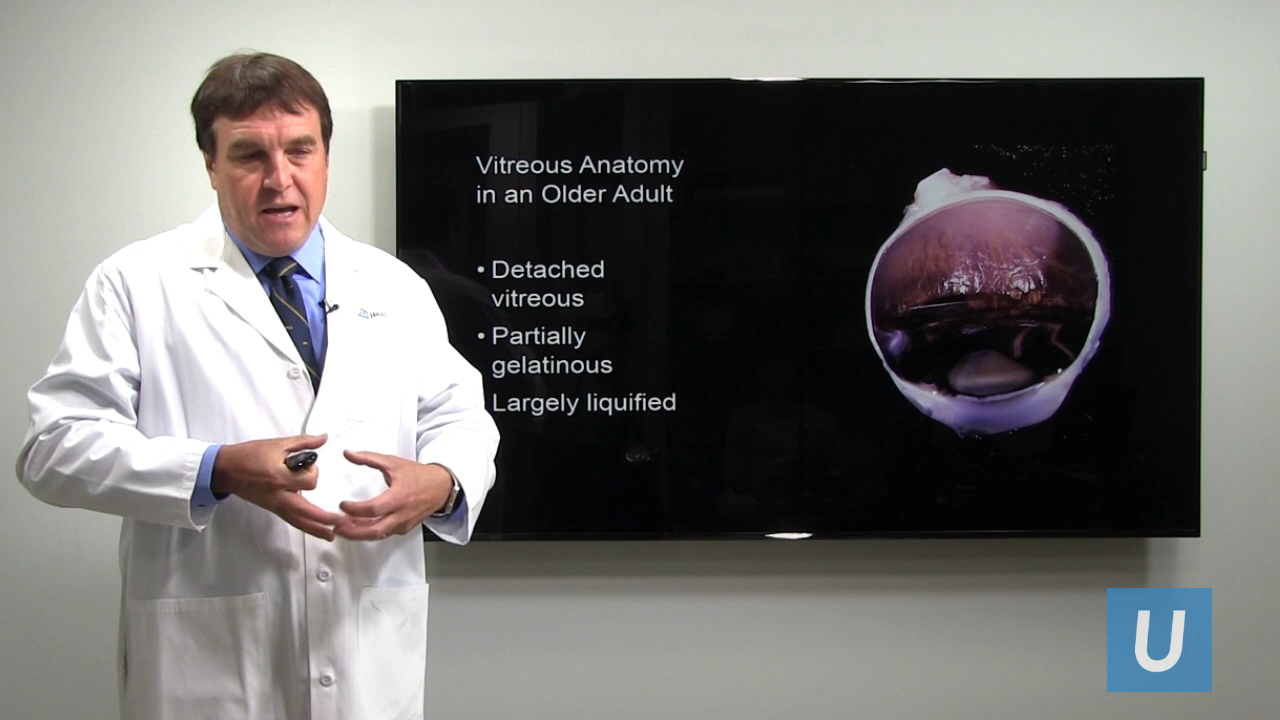 Vitreous Anatomy
in an Older Adult
• Detached
vitreous
• Partially
gelatinous
Largely liquified
U